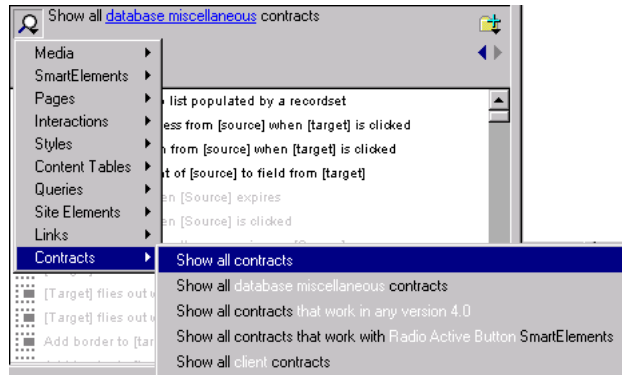 Show all database miscellaneous contracts
Media
SmartElements
Pages
list populated by a recordset
Interactions
ess from [source] when [target] is clicked
Styles
from [source] when [target] is clicked
Content Tables
t of [source] to field from [target]
Queries
en [Source] expires
Site Elements
en [Source] is clicked
Links
Contracts
Show all contracts
Show all database miscellaneous contracts
[Target] flies out
Show all contracts that work in any version 4.0
[Target] flies out
Show all contracts that work with Radio Active Button SmartElements
Add border to [tar
Show all client contracts